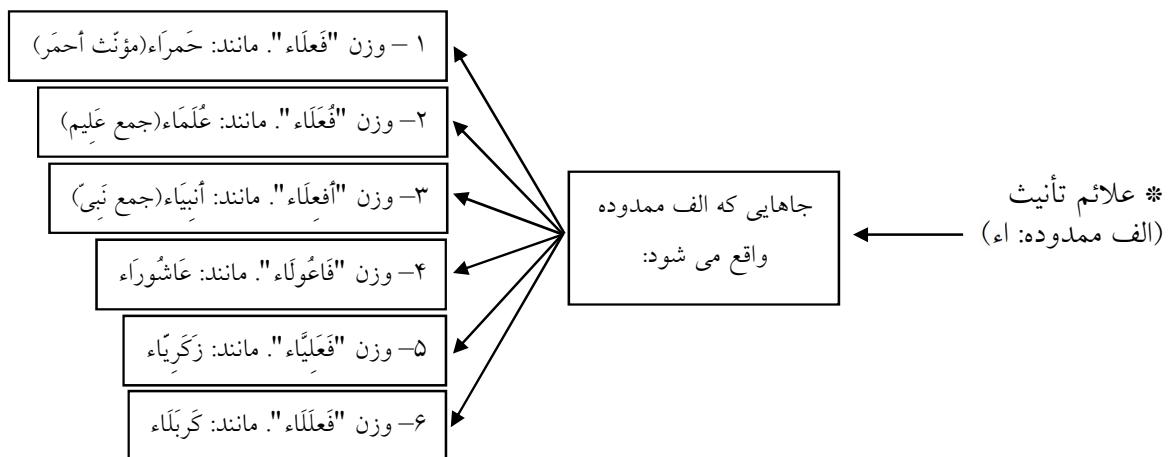 * علائم تأنیث
(الف ممدوده: اء)
جاهایی که الف ممدوده
واقع می شود:
۱ – وزن "فَعلَاء". مانند: حَمرَاء(مؤنّث أحمَر)
۲– وزن "فُعَلَاء". مانند: عُلَمَاء(جمع عَلِیم)
۳– وزن "أفعِلَاء". مانند: أنبِیَاء(جمع نَبِیّ)
۴– وزن "فَاعُولَاء". مانند: عَاشُورَاء
۵– وزن "فَعَلِیَّاء". مانند: زَکَرِیّاء
۶– وزن "فَعلَلَاء". مانند: کَربَلَاء